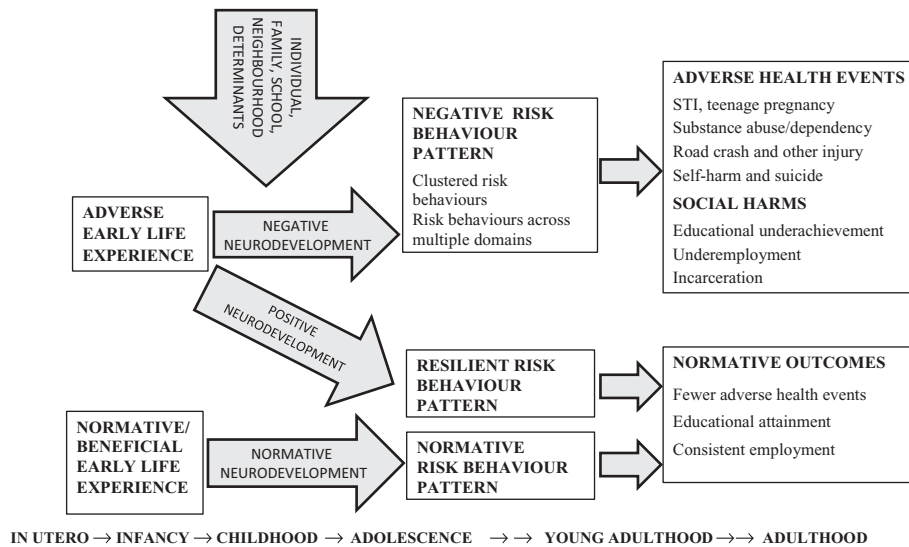 INDIVIDUAL,
FAMILY, SCHOOL,
NEIGHBOURHOOD
DETERMINANTS
ADVERSE
EARLY LIFE
EXPERIENCE
NEGATIVE
NEURODEVELOPMENT
NEGATIVE RISK
BEHAVIOUR
PATTERN
Clustered risk
behaviours
Risk behaviours across
multiple domains
ADVERSE HEALTH EVENTS
STI, teenage pregnancy
Substance abuse/dependency
Road crash and other injury
Self-harm and suicide
SOCIAL HARMS
Educational underachievement
Underemployment
Incarceration
POSITIVE
NEURODEVELOPMENT
RESILIENT RISK
BEHAVIOUR
PATTERN
NORMATIVE OUTCOMES
Fewer adverse health events
Educational attainment
Consistent employment
NORMATIVE/
BENEFICIAL
EARLY LIFE
EXPERIENCE
NORMATIVE
NEURODEVELOPMENT
NORMATIVE
RISK BEHAVIOUR
PATTERN
IN UTERO → INFANCY → CHILDHOOD → ADOLESCENCE → → YOUNG ADULTHOOD →→ ADULTHOOD